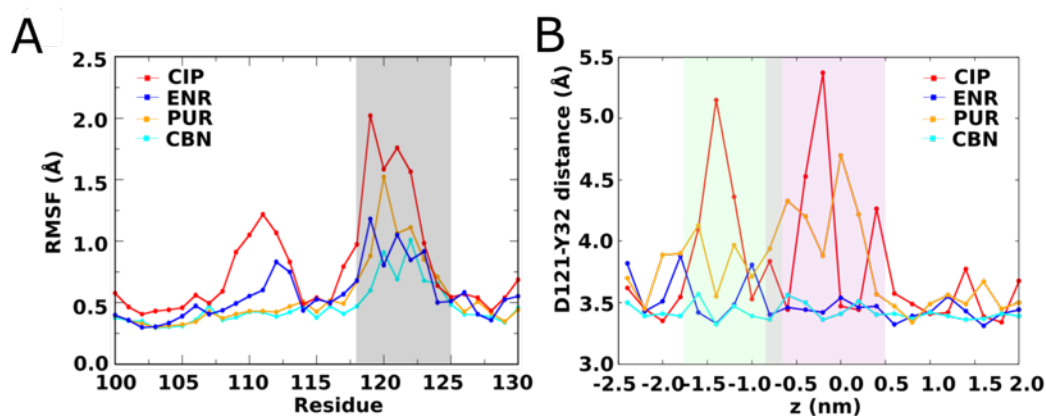 A
B
2.5
2.0
1.5
1.0
0.5
0.0
RMSF (Å)
CIP
ENR
PUR
CBN
100 105 110 115 120 125 130
Residue
5.5
5.0
4.5
4.0
3.5
3.0
D121-Y32 distance (Å)
CIP
ENR
PUR
CBN
-2.5 -2.0 -1.5 -1.0 -0.5 0.0 0.5 1.0 1.5 2.0
z (nm)